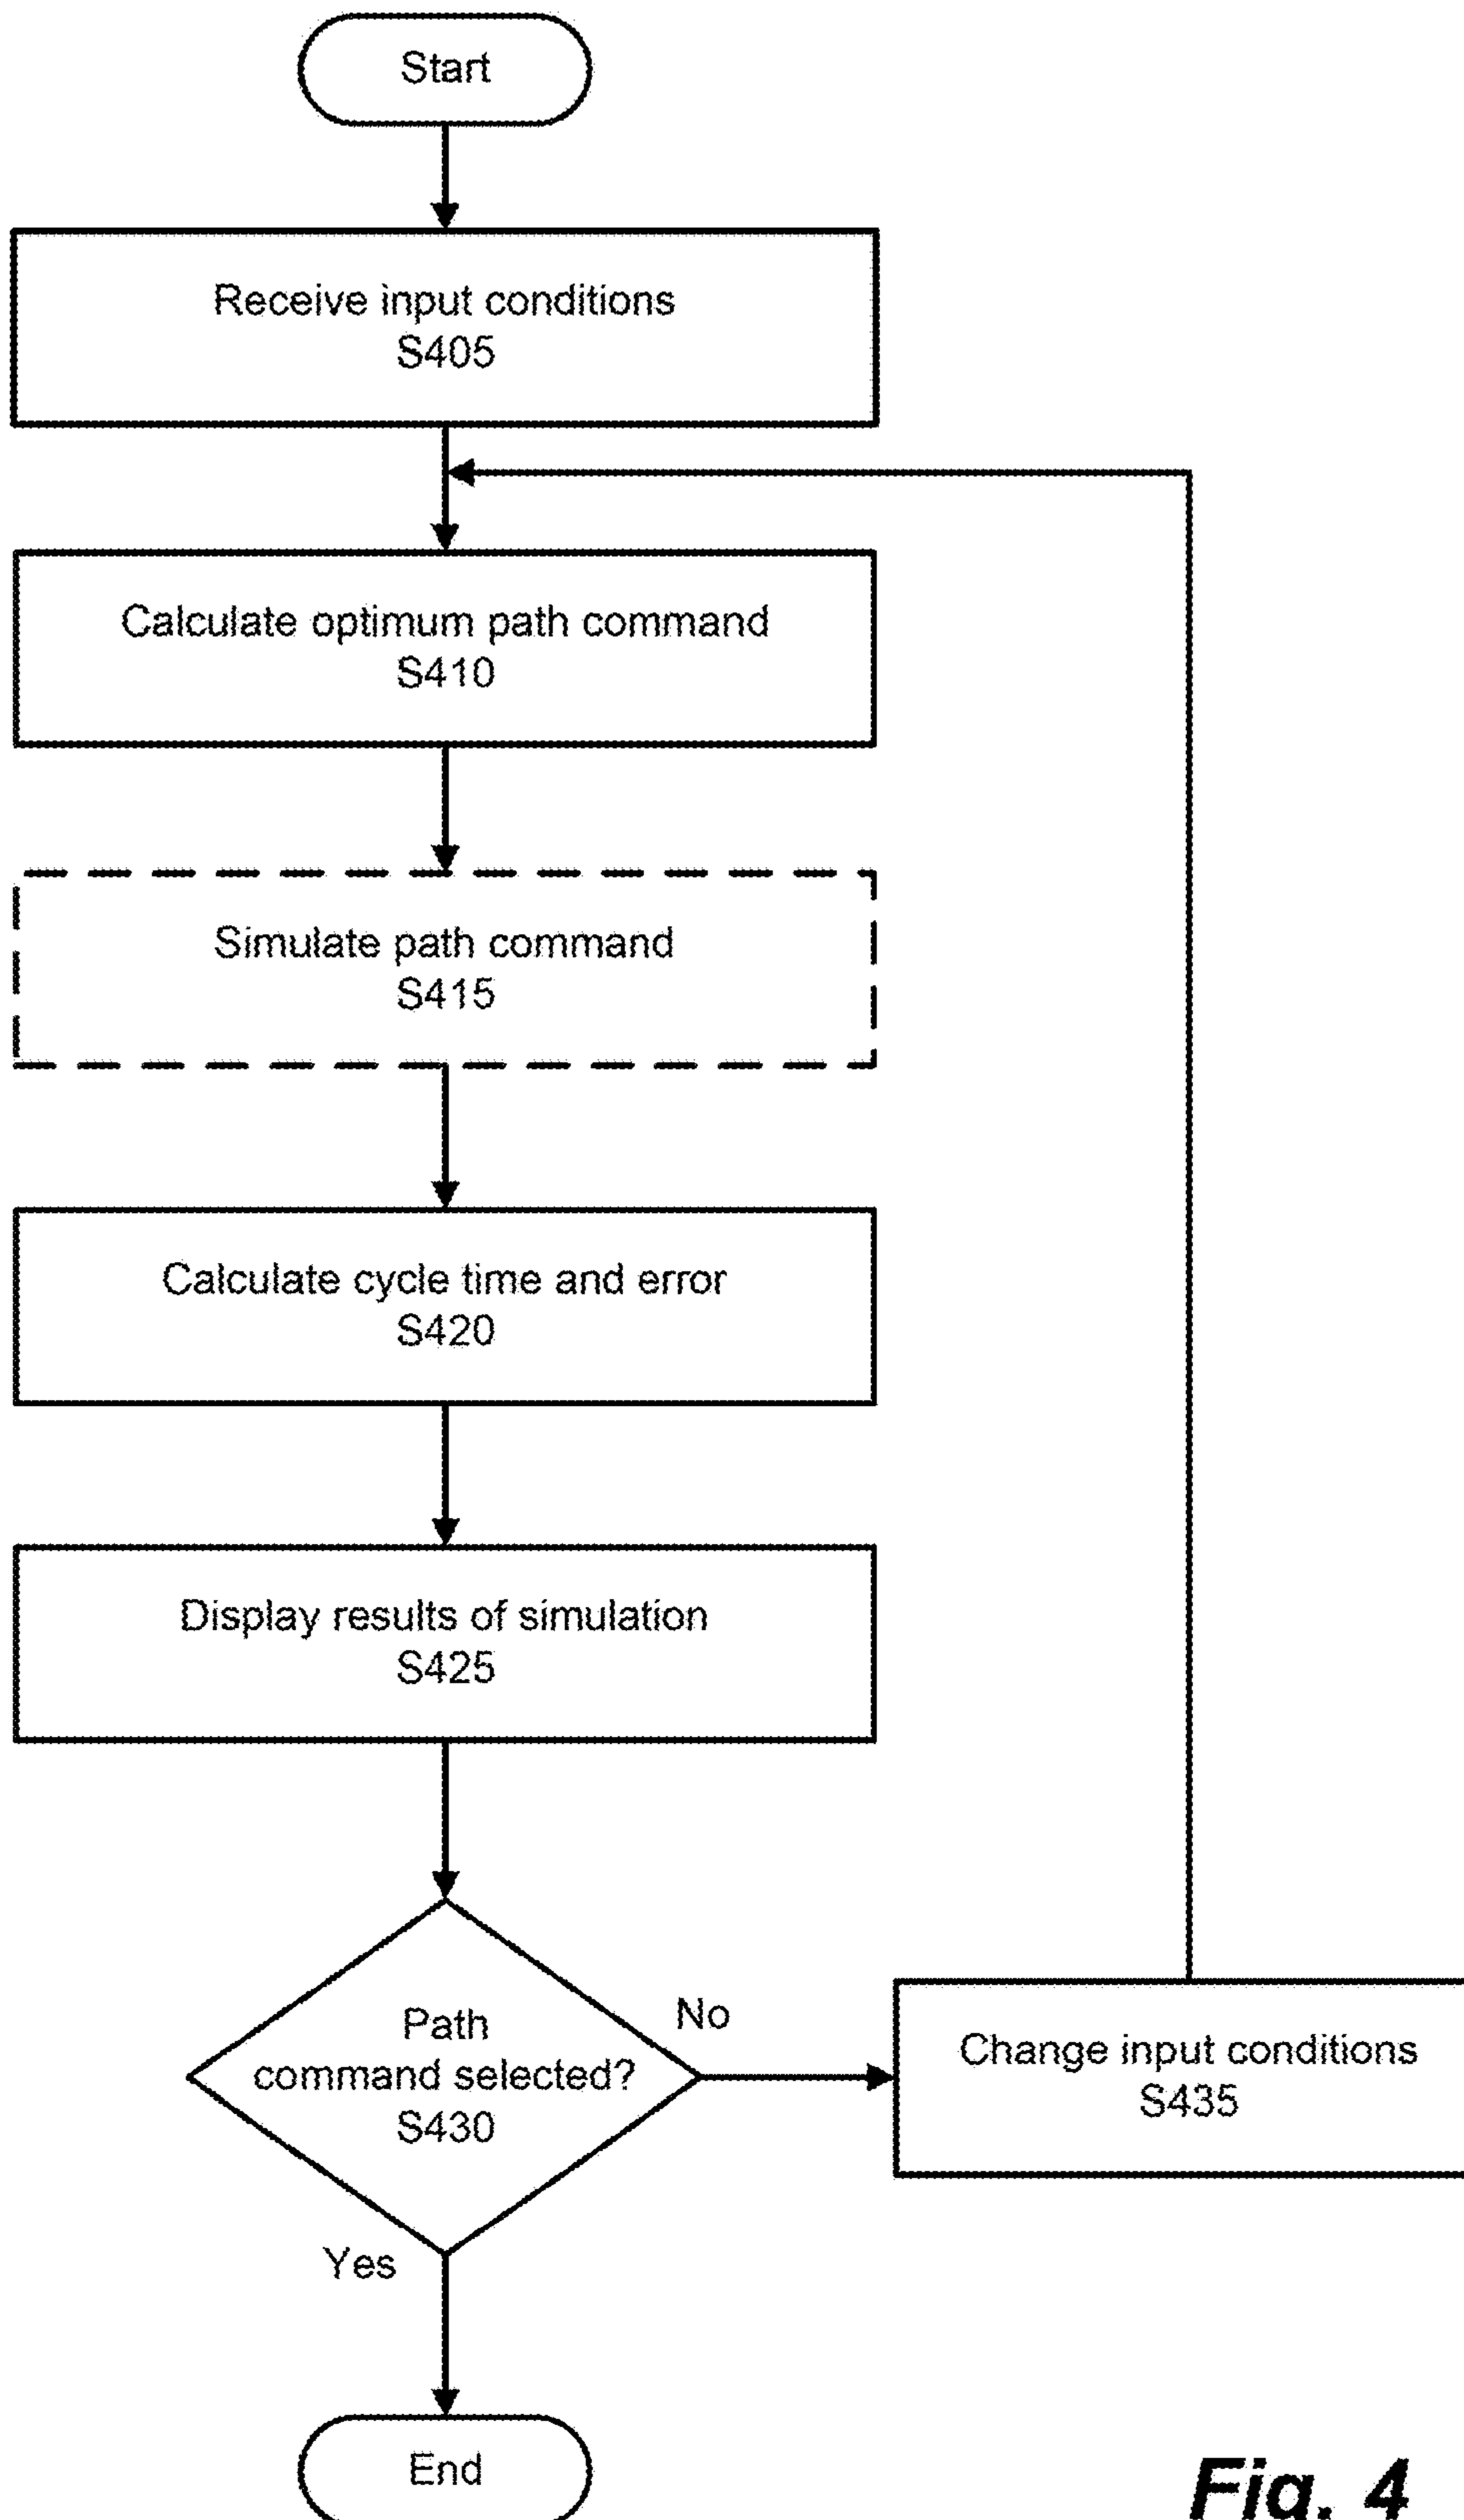 Start
Receive input conditions
S405
Calculate optimum path command
S410
Simulate path command
S415
Calculate cycle time and error
S420
Display results of simulation
S425
Path
command selected?
S430
No
Change input conditions
S435
Yes
End
Fig. 4